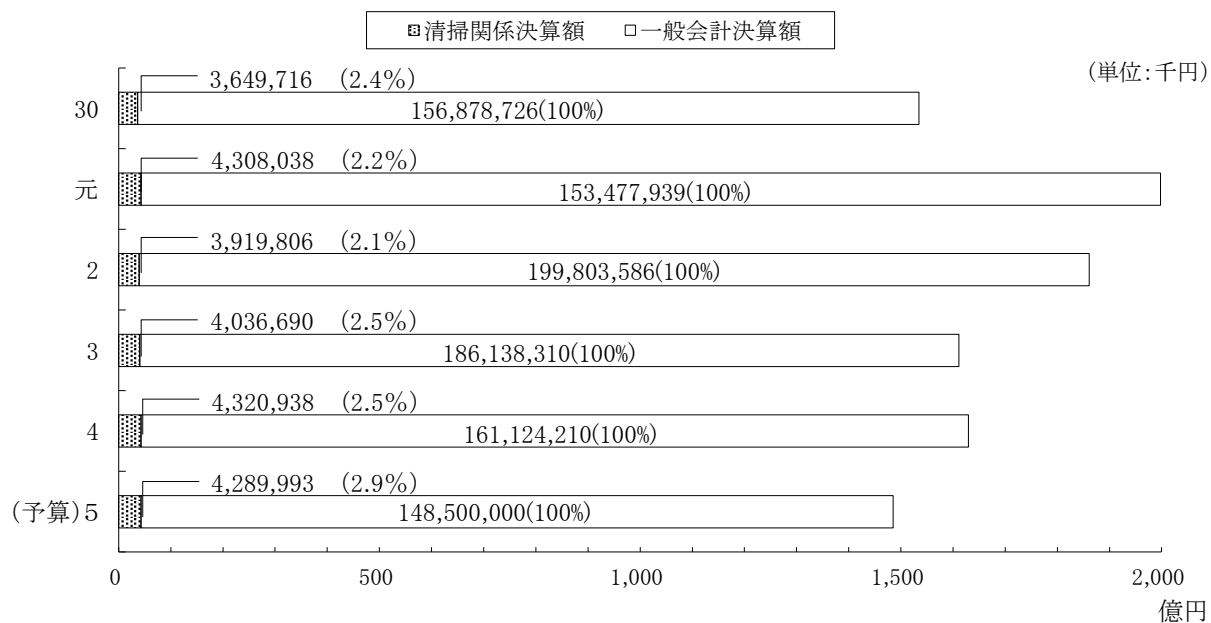 清掃関係決算額 一般会計決算額
(単位:千円)
3,649,716 (2.4%)
30 156,878,726(100%)
4,308,038 (2.2%)
元 153,477,939(100%)
3,919,806 (2.1%)
2 199,803,586(100%)
4,036,690 (2.5%)
3 186,138,310(100%)
4,320,938 (2.5%)
4 161,124,210(100%)
4,289,993 (2.9%)
(予算)5 148,500,000(100%)
0 500 1,000 1,500 2,000
億円